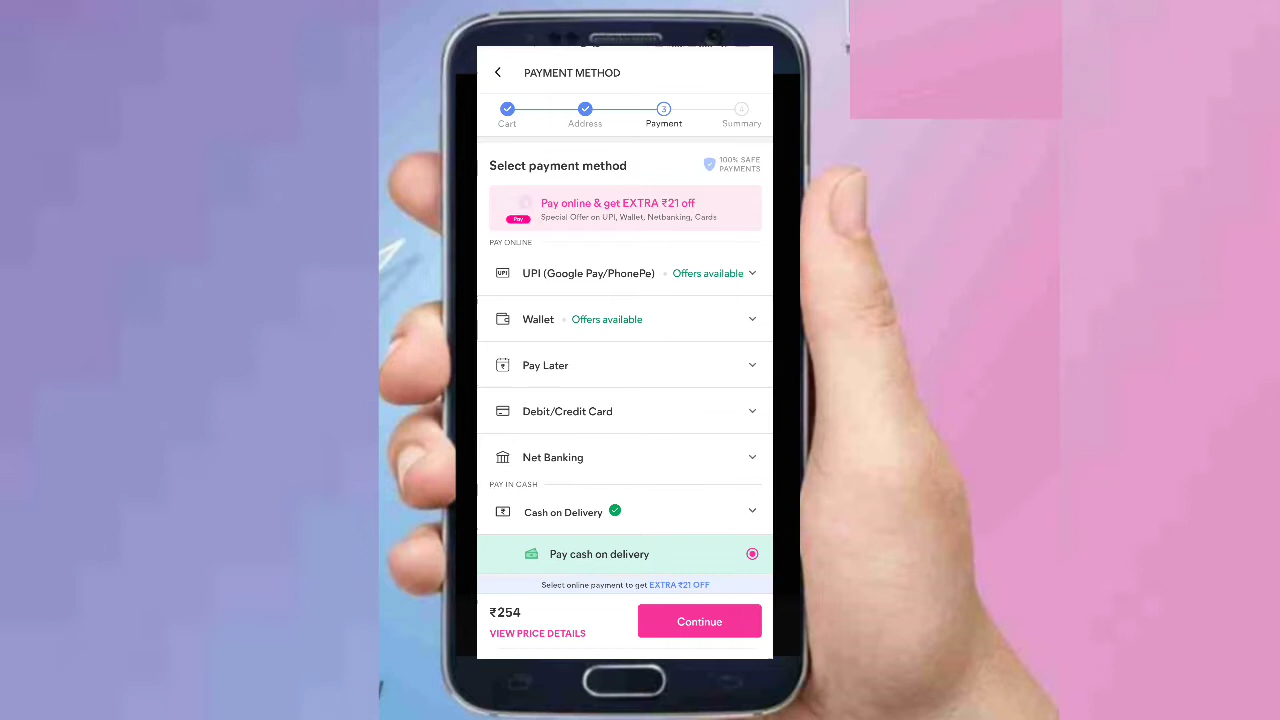 PAYMENT METHOD
3 4
Cart Address Payment Summary
Select payment method
100% SAFE
PAYMENTS
Pay online & get EXTRA ₹21 off
Pay
Special Offer on UPI, Wallet, Netbanking, Cards
PAY ONLINE
UPI UPI (Google Pay/PhonePe) • Offers available
Wallet • Offers available
Pay Later
Debit/Credit Card
Net Banking
PAY IN CASH
Cash on Delivery
Pay cash on delivery
Select online payment to get EXTRA ₹21 OFF
₹254
VIEW PRICE DETAILS
Continue